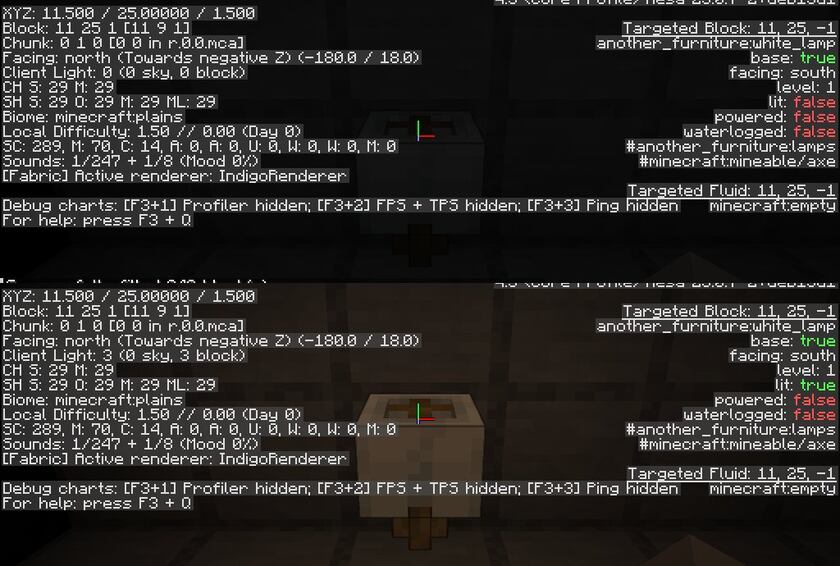 XYZ: 11.500 / 25.00000 / 1.500
Block: 11 25 1 [11 9 1]
Chunk: 0 1 0 [0 0 in r.0.0.mca]
Facing: north (Towards negative Z) (-180.0 / 18.0)
Client Light: 0 (0 sky, 0 block)
CH S: 29 M: 29
SH S: 29 O: 29 M: 29 ML: 29
Biome: minecraft:plains
Local Difficulty: 1.50 // 0.00 (Day 0)
SC: 289, M: 70, C: 14, A: 0, A: 0, U: 0, W: 0, W: 0, M: 0
Sounds: 1/247 + 1/8 (Mood 0%)
[Fabric] Active renderer: IndigoRenderer
Debug charts: [F3+1] Profiler hidden; [F3+2] FPS + TPS hidden; [F3+3] Ping hidden
For help: press F3 + Q
Targeted Block: 11, 25, -1
another_furniture:white_lamp
base: true
facing: south
level: 1
lit: false
powered: false
waterlogged: false
#another_furniture:lamps
#minecraft:mineable/axe
Targeted Fluid: 11, 25, -1
minecraft:empty
XYZ: 11.500 / 25.00000 / 1.500
Block: 11 25 1 [11 9 1]
Chunk: 0 1 0 [0 0 in r.0.0.mca]
Facing: north (Towards negative Z) (-180.0 / 18.0)
Client Light: 3 (0 sky, 3 block)
CH S: 29 M: 29
SH S: 29 O: 29 M: 29 ML: 29
Biome: minecraft:plains
Local Difficulty: 1.50 // 0.00 (Day 0)
SC: 289, M: 70, C: 14, A: 0, A: 0, U: 0, W: 0, W: 0, M: 0
Sounds: 1/247 + 1/8 (Mood 0%)
[Fabric] Active renderer: IndigoRenderer
Debug charts: [F3+1] Profiler hidden; [F3+2] FPS + TPS hidden; [F3+3] Ping hidden
For help: press F3 + Q
Targeted Block: 11, 25, -1
another_furniture:white_lamp
base: true
facing: south
level: 1
lit: true
powered: false
waterlogged: false
#another_furniture:lamps
#minecraft:mineable/axe
Targeted Fluid: 11, 25, -1
minecraft:empty